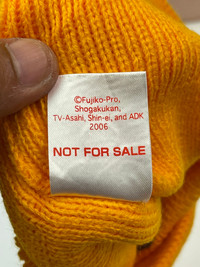 ©Fujiko-Pro,
Shogakukan,
TV-Asahi, Shin-ei, and ADK
2006
NOT FOR SALE